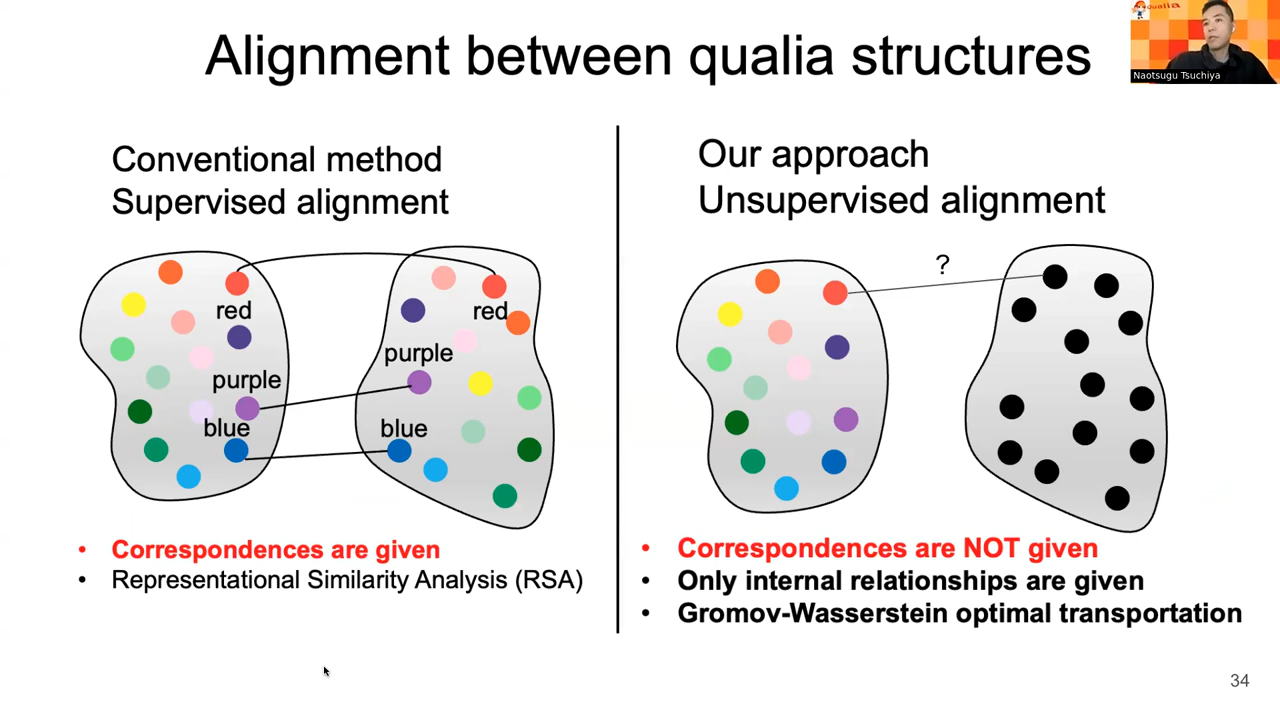 Alignment between qualia structures
Qualia
Naotsugu Tsuchiya
Conventional method
Supervised alignment
red
purple
blue
red
purple
blue
• Correspondences are given
• Representational Similarity Analysis (RSA)
Our approach
Unsupervised alignment
?
• Correspondences are NOT given
• Only internal relationships are given
• Gromov-Wasserstein optimal transportation
34